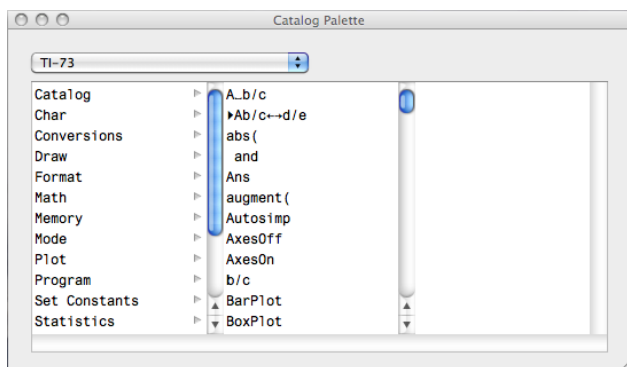 Catalog Palette
TI-73
Catalog
Char
Conversions
Draw
Format
Math
Memory
Mode
Plot
Program
Set Constants
Statistics
A…b/c
▸Ab/c←→d/e
abs(
and
Ans
augment(
Autosimp
AxesOff
AxesOn
b/c
BarPlot
BoxPlot